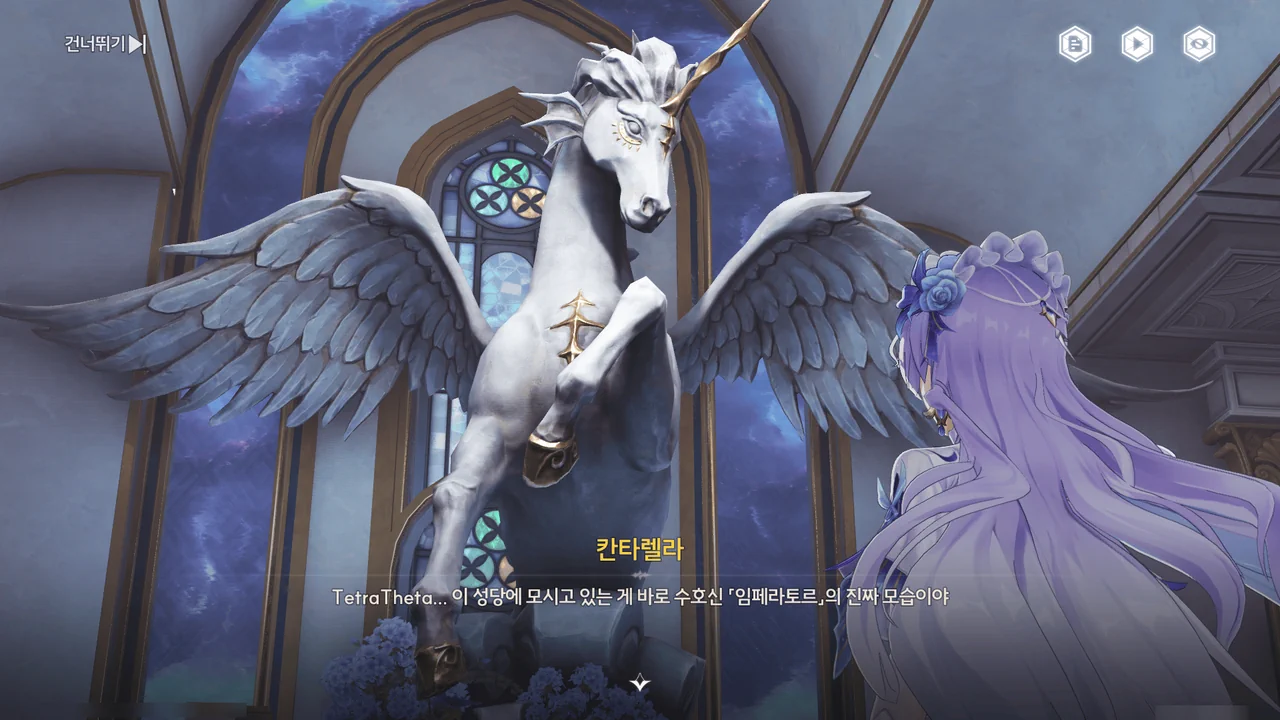 건너뛰기
칸타렐라
TetraTheta... 이 성당에 모시고 있는 게 바로 수호신 「임페라토르」의 진짜 모습이야